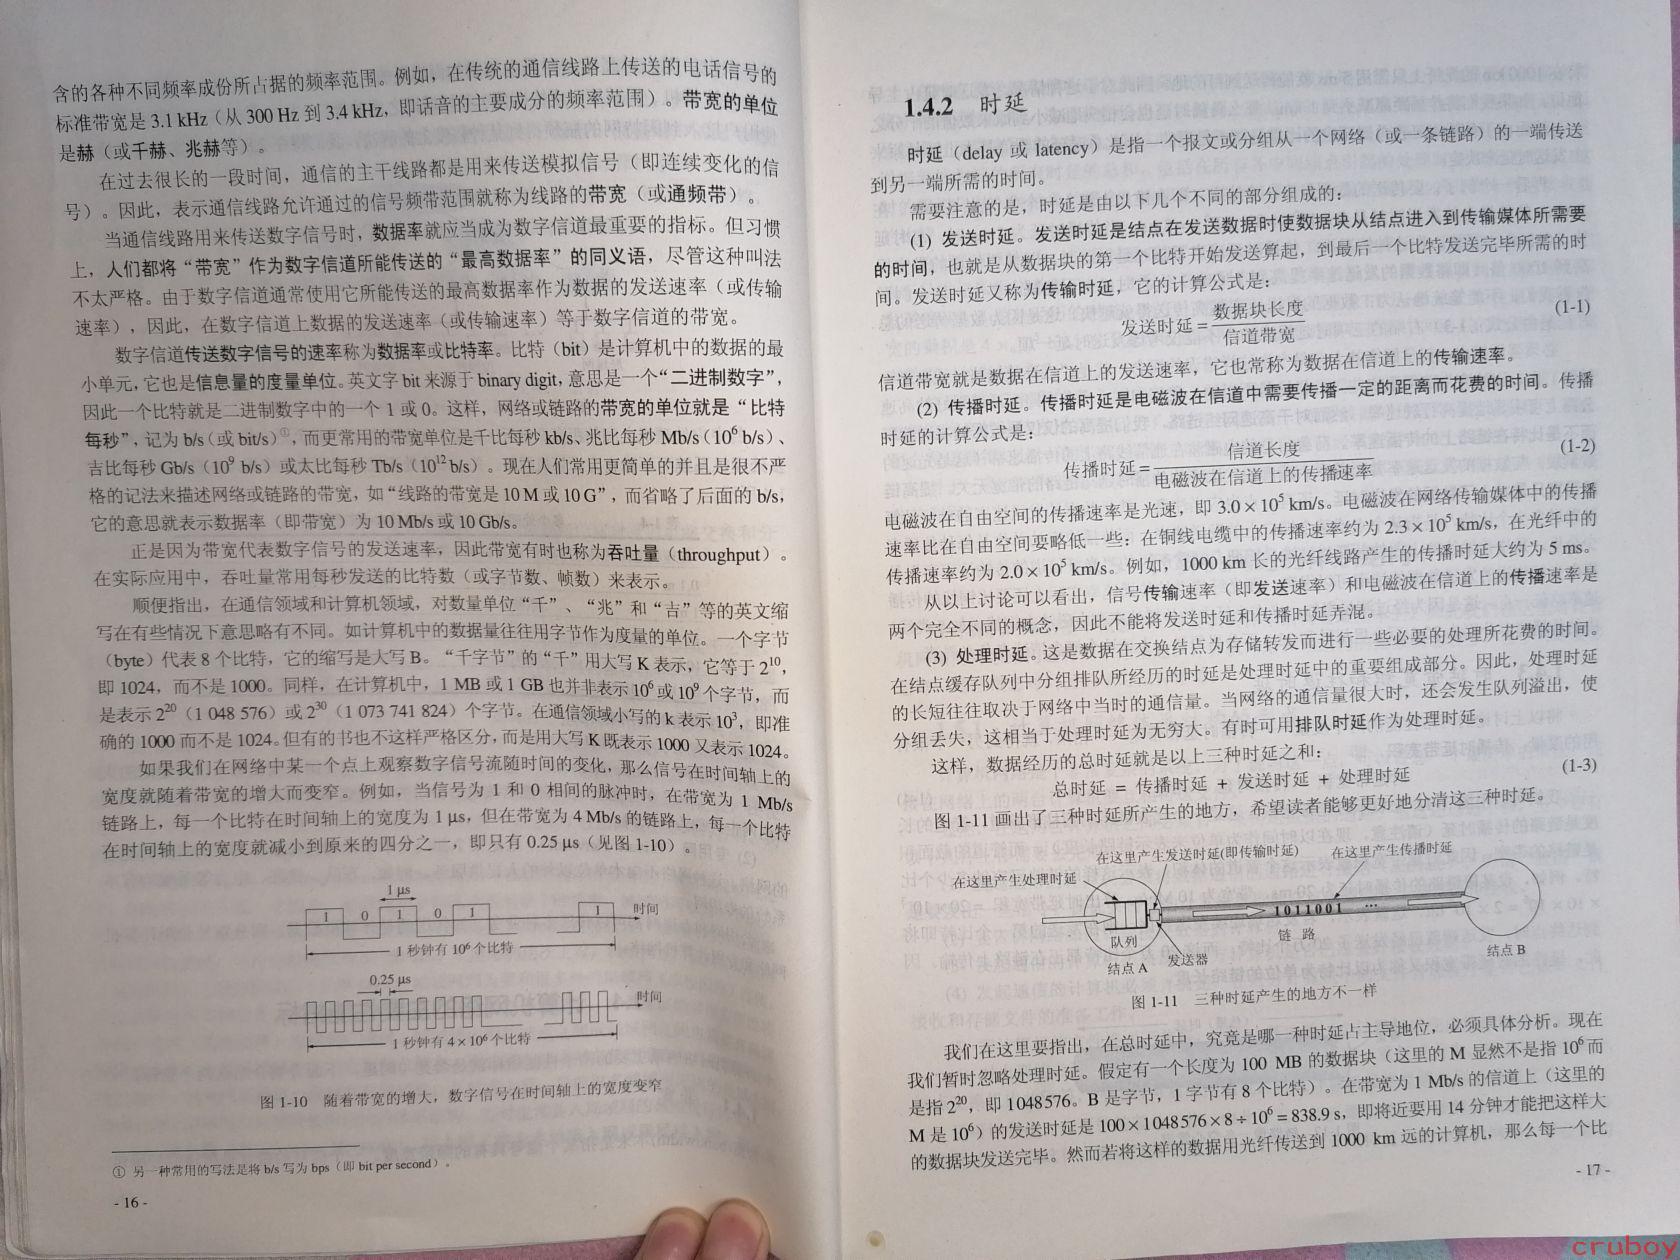 含的各种不同频率成份所占据的频率范围。例如，在传统的通信线路上传送的电话信号的
标准带宽是 3.1 kHz（从 300 Hz 到 3.4 kHz，即话音的主要成分的频率范围）。带宽的单位
是赫（或千赫、兆赫等）。
在过去很长的一段时间，通信的主干线路都是用来传送模拟信号（即连续变化的信
号）。因此，表示通信线路允许通过的信号频带范围就称为线路的带宽（或通频带）。
当通信线路用来传送数字信号时，数据率就应当成为数字信道最重要的指标。但习惯
上，人们都将“带宽”作为数字信道所能传送的“最高数据率”的同义语，尽管这种叫法
不太严格。由于数字信道通常使用它所能传送的最高数据率作为数据的发送速率（或传输
速率），因此，在数字信道上数据的发送速率（或传输速率）等于数字信道的带宽。
数字信道传送数字信号的速率称为数据率或比特率。比特（bit）是计算机中的数据的最
小单元，它也是信息量的度量单位。英文字 bit 来源于 binary digit，意思是一个“二进制数字”，
因此一个比特就是二进制数字中的一个 1 或 0。这样，网络或链路的带宽的单位就是“比特
每秒”，记为 b/s（或 bit/s）①，而更常用的带宽单位是千比每秒 kb/s、兆比每秒 Mb/s（10⁶ b/s）、
吉比每秒 Gb/s（10⁹ b/s）或太比每秒 Tb/s（10¹² b/s）。现在人们常用更简单的并且是很不严
格的记法来描述网络或链路的带宽，如“线路的带宽是 10 M 或 10 G”，而省略了后面的 b/s，
它的意思就表示数据率（即带宽）为 10 Mb/s 或 10 Gb/s。
正是因为带宽代表数字信号的发送速率，因此带宽有时也称为吞吐量（throughput）。
在实际应用中，吞吐量常用每秒发送的比特数（或字节数、帧数）来表示。
顺便指出，在通信领域和计算机领域，对数量单位“千”、“兆”和“吉”等的英文缩
写在有些情况下意思略有不同。如计算机中的数据量往往用字节作为度量的单位。一个字节
（byte）代表 8 个比特，它的缩写是大写 B。“千字节”的“千”用大写 K 表示，它等于 2¹⁰，
即 1024，而不是 1000。同样，在计算机中，1 MB 或 1 GB 也并非表示 10⁶ 或 10⁹ 个字节，而
是表示 2²⁰（1 048 576）或 2³⁰（1 073 741 824）个字节。在通信领域小写的 k 表示 10³，即准
确的 1000 而不是 1024。但有的书也不这样严格区分，而是用大写 K 既表示 1000 又表示 1024。
如果我们在网络中某一个点上观察数字信号流随时间的变化，那么信号在时间轴上的
宽度就随着带宽的增大而变窄。例如，当信号为 1 和 0 相间的脉冲时，在带宽为 1 Mb/s
链路上，每一个比特在时间轴上的宽度为 1 μs，但在带宽为 4 Mb/s 的链路上，每一个比特
在时间轴上的宽度就减小到原来的四分之一，即只有 0.25 μs（见图 1-10）。
1 μs
1 0 1 0 1 1 时间
1 秒钟有 10⁶ 个比特
0.25 μs
时间
1 秒钟有 4 × 10⁶ 个比特
图 1-10 随着带宽的增大，数字信号在时间轴上的宽度变窄
① 另一种常用的写法是将 b/s 写为 bps（即 bit per second）。
- 16 -
1.4.2 时延
时延（delay 或 latency）是指一个报文或分组从一个网络（或一条链路）的一端传送
到另一端所需的时间。
需要注意的是，时延是由以下几个不同的部分组成的：
(1) 发送时延。发送时延是结点在发送数据时使数据块从结点进入到传输媒体所需要
的时间，也就是从数据块的第一个比特开始发送算起，到最后一个比特发送完毕所需的时
间。发送时延又称为传输时延，它的计算公式是：
发送时延 = 数据块长度 (1-1)
信道带宽
信道带宽就是数据在信道上的发送速率，它也常称为数据在信道上的传输速率。
(2) 传播时延。传播时延是电磁波在信道中需要传播一定的距离而花费的时间。传播
时延的计算公式是：
传播时延 = 信道长度 (1-2)
电磁波在信道上的传播速率
电磁波在自由空间的传播速率是光速，即 3.0 × 10⁵ km/s。电磁波在网络传输媒体中的传播
速率比在自由空间要略低一些：在铜线电缆中的传播速率约为 2.3 × 10⁵ km/s，在光纤中的
传播速率约为 2.0 × 10⁵ km/s。例如，1000 km 长的光纤线路产生的传播时延大约为 5 ms。
从以上讨论可以看出，信号传输速率（即发送速率）和电磁波在信道上的传播速率是
两个完全不同的概念，因此不能将发送时延和传播时延弄混。
(3) 处理时延。这是数据在交换结点为存储转发而进行一些必要的处理所花费的时间。
在结点缓存队列中分组排队所经历的时延是处理时延中的重要组成部分。因此，处理时延
的长短往往取决于网络中当时的通信量。当网络的通信量很大时，还会发生队列溢出，使
分组丢失，这相当于处理时延为无穷大。有时可用排队时延作为处理时延。
这样，数据经历的总时延就是以上三种时延之和：
总时延 = 传播时延 + 发送时延 + 处理时延 (1-3)
图 1-11 画出了三种时延所产生的地方，希望读者能够更好地分清这三种时延。
在这里产生发送时延(即传输时延) 在这里产生传播时延
在这里产生处理时延
1011001 ...
队列 链 路
结点 A 发送器 结点 B
图 1-11 三种时延产生的地方不一样
我们在这里要指出，在总时延中，究竟是哪一种时延占主导地位，必须具体分析。现在
我们暂时忽略处理时延。假定有一个长度为 100 MB 的数据块（这里的 M 显然不是指 10⁶ 而
是指 2²⁰，即 1048576。B 是字节，1 字节有 8 个比特）。在带宽为 1 Mb/s 的信道上（这里的
M 是 10⁶）的发送时延是 100 × 1048576 × 8 ÷ 10⁶ = 838.9 s，即将近要用 14 分钟才能把这样大
的数据块发送完毕。然而若将这样的数据用光纤传送到 1000 km 远的计算机，那么每一个比
- 17 -
cruboy